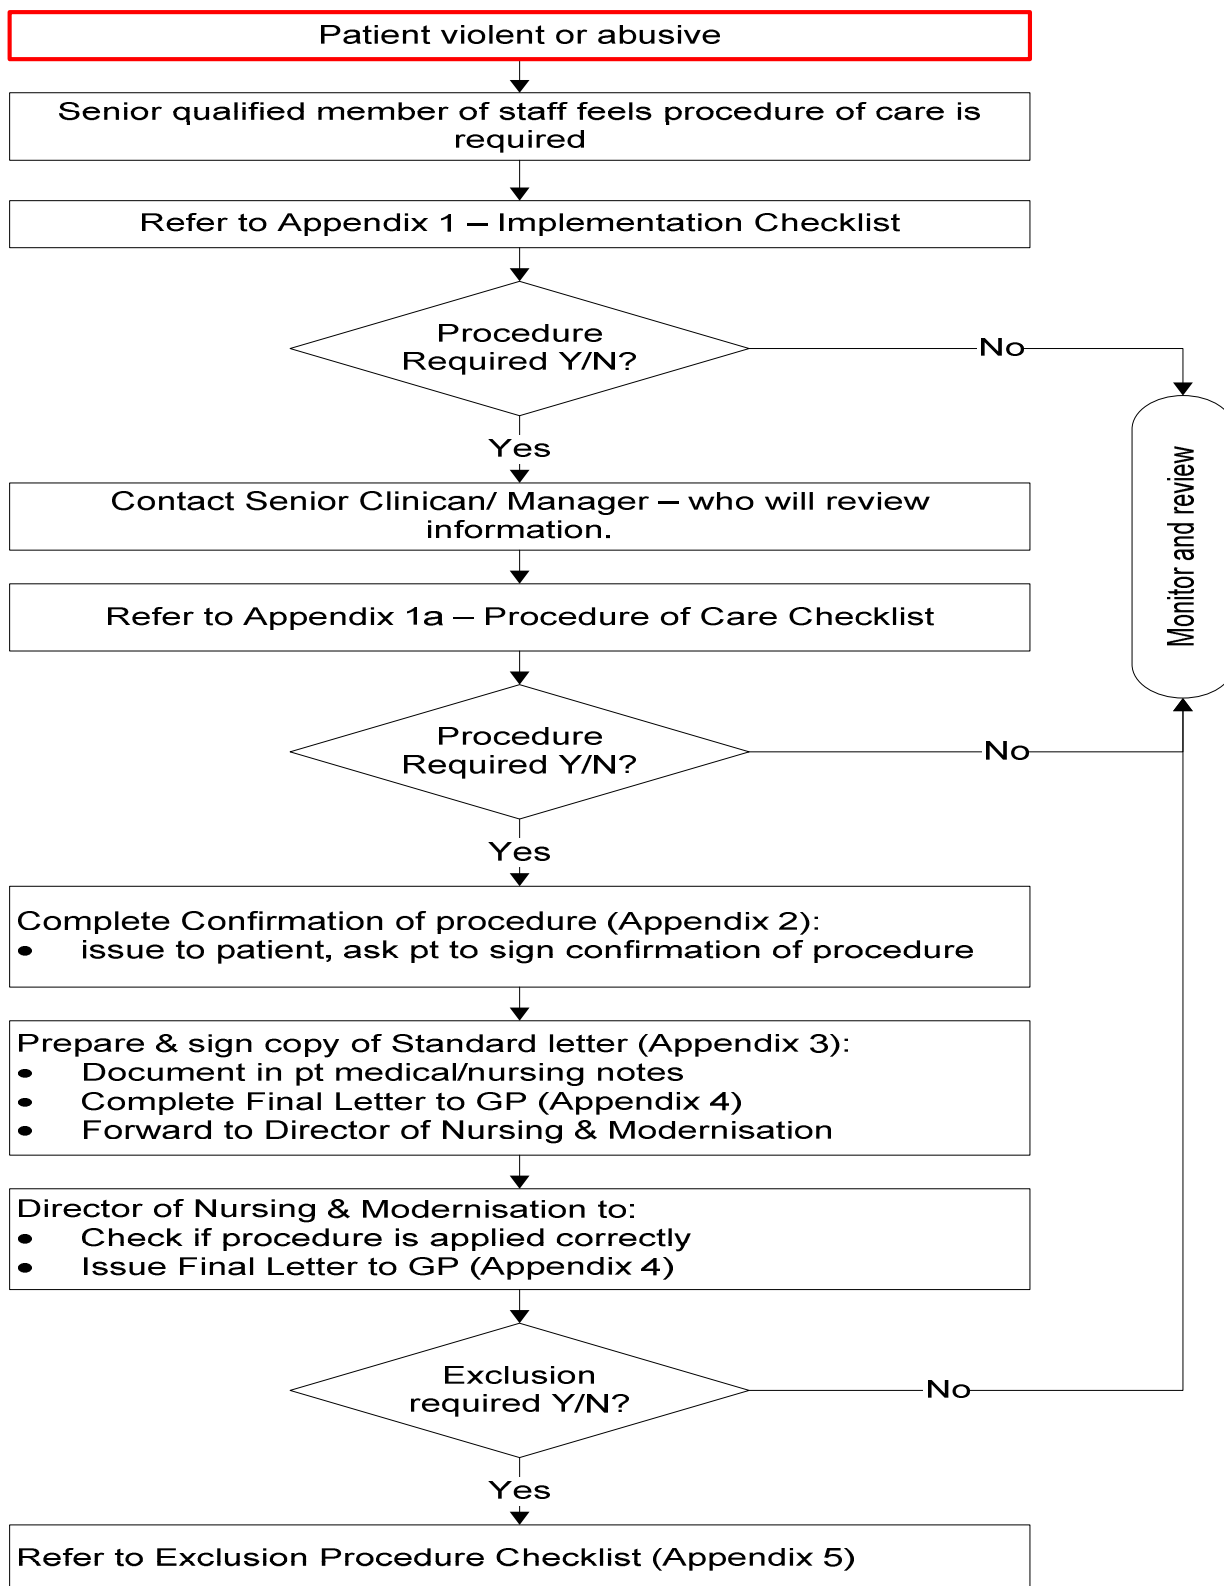 Patient violent or abusive
Senior qualified member of staff feels procedure of care is
required
Refer to Appendix 1 – Implementation Checklist
Procedure
Required Y/N?
No
Yes
Monitor and review
Contact Senior Clinican/ Manager – who will review
information.
Refer to Appendix 1a – Procedure of Care Checklist
Procedure
Required Y/N?
No
Yes
Complete Confirmation of procedure (Appendix 2):
• issue to patient, ask pt to sign confirmation of procedure
Prepare & sign copy of Standard letter (Appendix 3):
• Document in pt medical/nursing notes
• Complete Final Letter to GP (Appendix 4)
• Forward to Director of Nursing & Modernisation
Director of Nursing & Modernisation to:
• Check if procedure is applied correctly
• Issue Final Letter to GP (Appendix 4)
Exclusion
required Y/N?
No
Yes
Refer to Exclusion Procedure Checklist (Appendix 5)